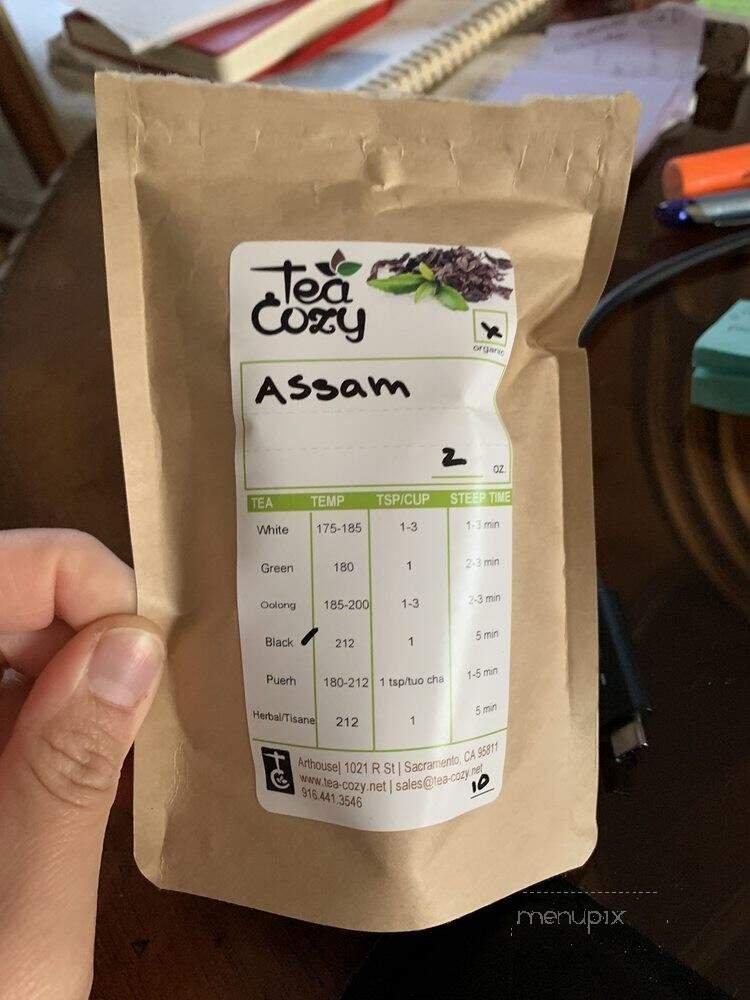 Tea
Cozy
x
organic
Assam
2 oz.
TEA TEMP TSP/CUP STEEP TIME
White 175-185 1-3 1-3 min
Green 180 1 2-3 min
Oolong 185-200 1-3 2-3 min
Black 212 1 5 min
Puerh 180-212 1 tsp/tuo cha 1-5 min
Herbal/Tisane 212 1 5 min
Arthouse| 1021 R St | Sacramento, CA 95811
www.tea-cozy.net | sales@tea-cozy.net
916.441.3546
10
menupix